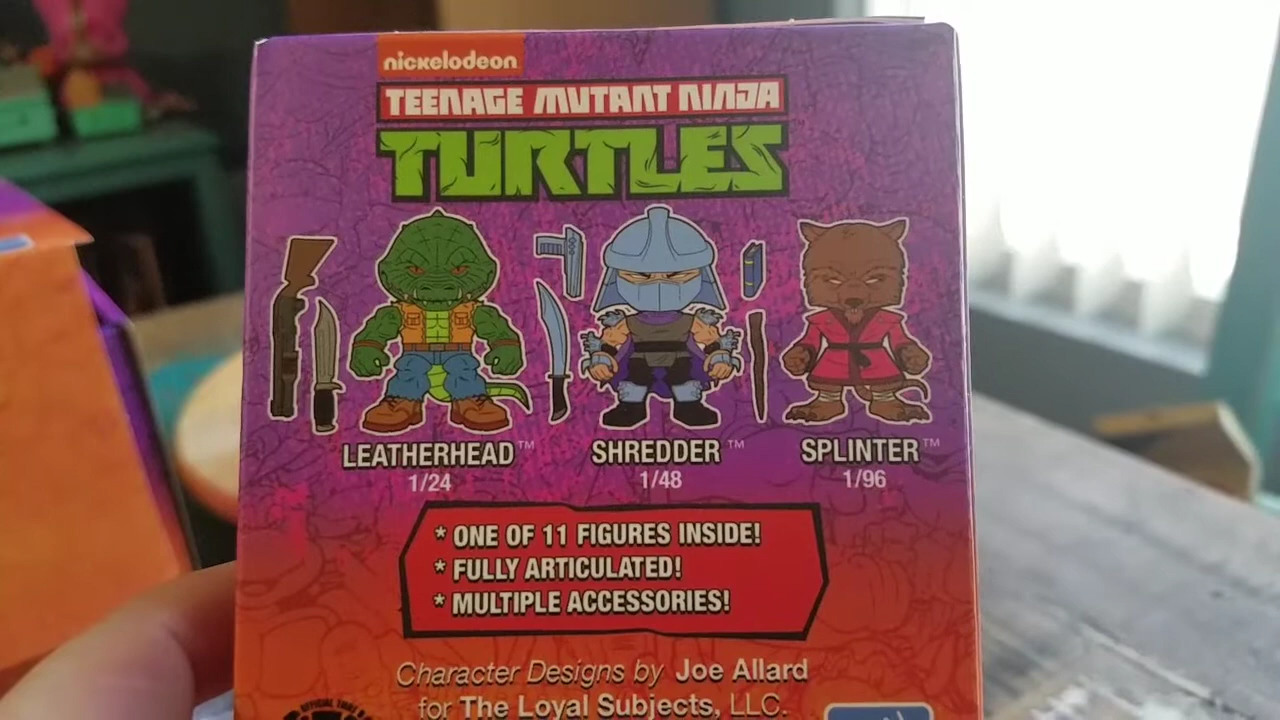 nickelodeon
TEENAGE MUTANT NINJA
TURTLES
LEATHERHEAD™ SHREDDER™ SPLINTER™
1/24 1/48 1/96
* ONE OF 11 FIGURES INSIDE!
* FULLY ARTICULATED!
* MULTIPLE ACCESSORIES!
Character Designs by Joe Allard
for The Loyal Subjects, LLC.